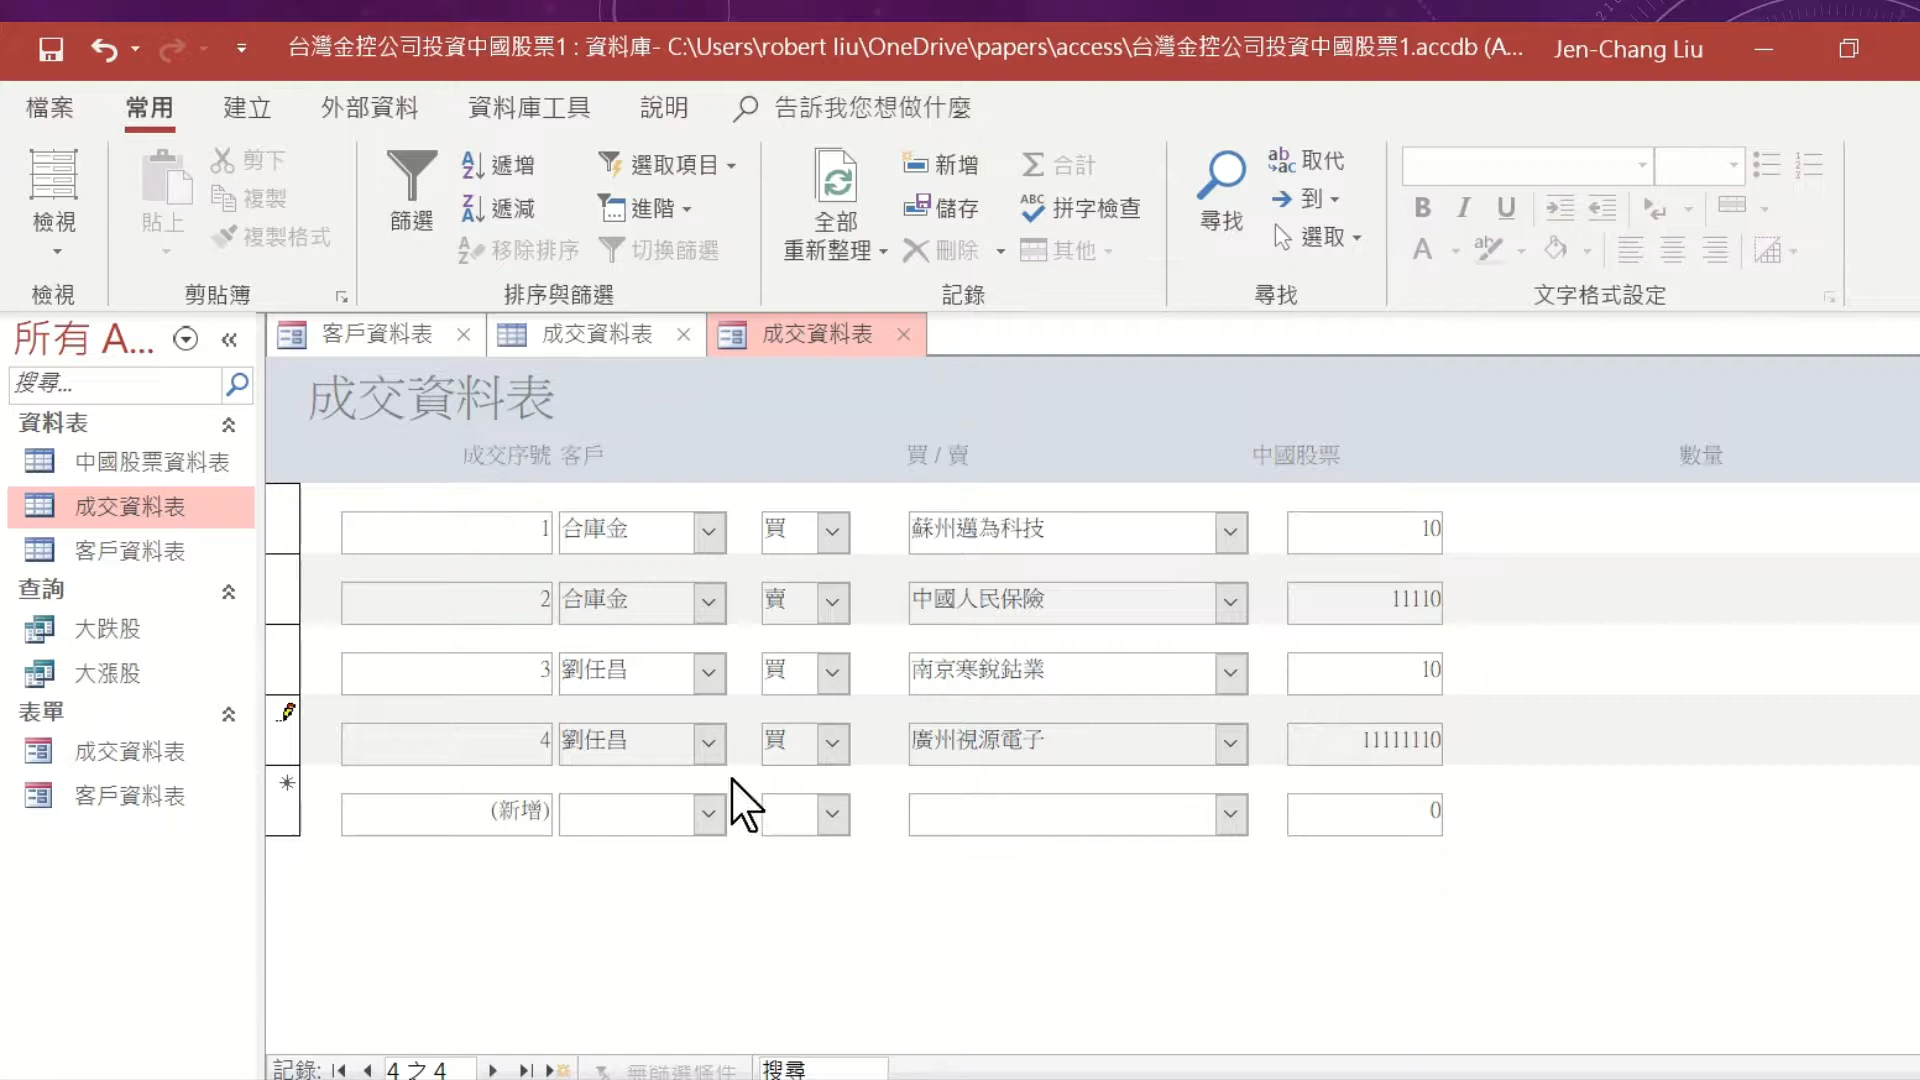 台灣金控公司投資中國股票1 : 資料庫- C:\Users\robert liu\OneDrive\papers\access\台灣金控公司投資中國股票1.accdb (A... Jen-Chang Liu
檔案 常用 建立 外部資料 資料庫工具 說明 告訴我您想做什麼
檢視 貼上 剪下 複製 複製格式
篩選 遞增 遞減 移除排序 選取項目 進階 切換篩選
全部重新整理 新增 儲存 刪除 合計 拼字檢查 其他
尋找 取代 到 選取
B I U A
檢視 剪貼簿 排序與篩選 記錄 尋找 文字格式設定
所有 A...
搜尋...
資料表
中國股票資料表
成交資料表
客戶資料表
查詢
大跌股
大漲股
表單
成交資料表
客戶資料表
客戶資料表 成交資料表 成交資料表
成交資料表
成交序號 客戶 買 / 賣 中國股票 數量
1 合庫金 買 蘇州邁為科技 10
2 合庫金 賣 中國人民保險 11110
3 劉任昌 買 南京寒銳鈷業 10
4 劉任昌 買 廣州視源電子 11111110
(新增) 0
記錄: 4 之 4 無篩選條件 搜尋